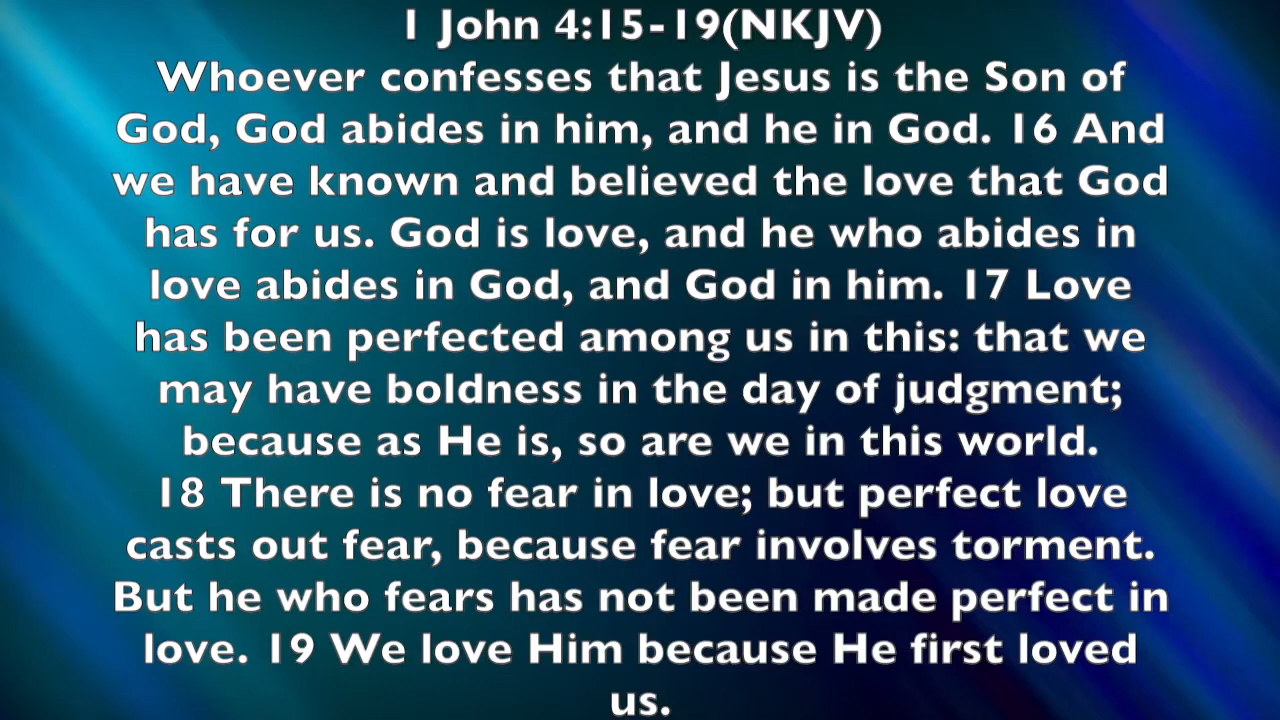 1 John 4:15-19(NKJV)
Whoever confesses that Jesus is the Son of
God, God abides in him, and he in God. 16 And
we have known and believed the love that God
has for us. God is love, and he who abides in
love abides in God, and God in him. 17 Love
has been perfected among us in this: that we
may have boldness in the day of judgment;
because as He is, so are we in this world.
18 There is no fear in love; but perfect love
casts out fear, because fear involves torment.
But he who fears has not been made perfect in
love. 19 We love Him because He first loved
us.